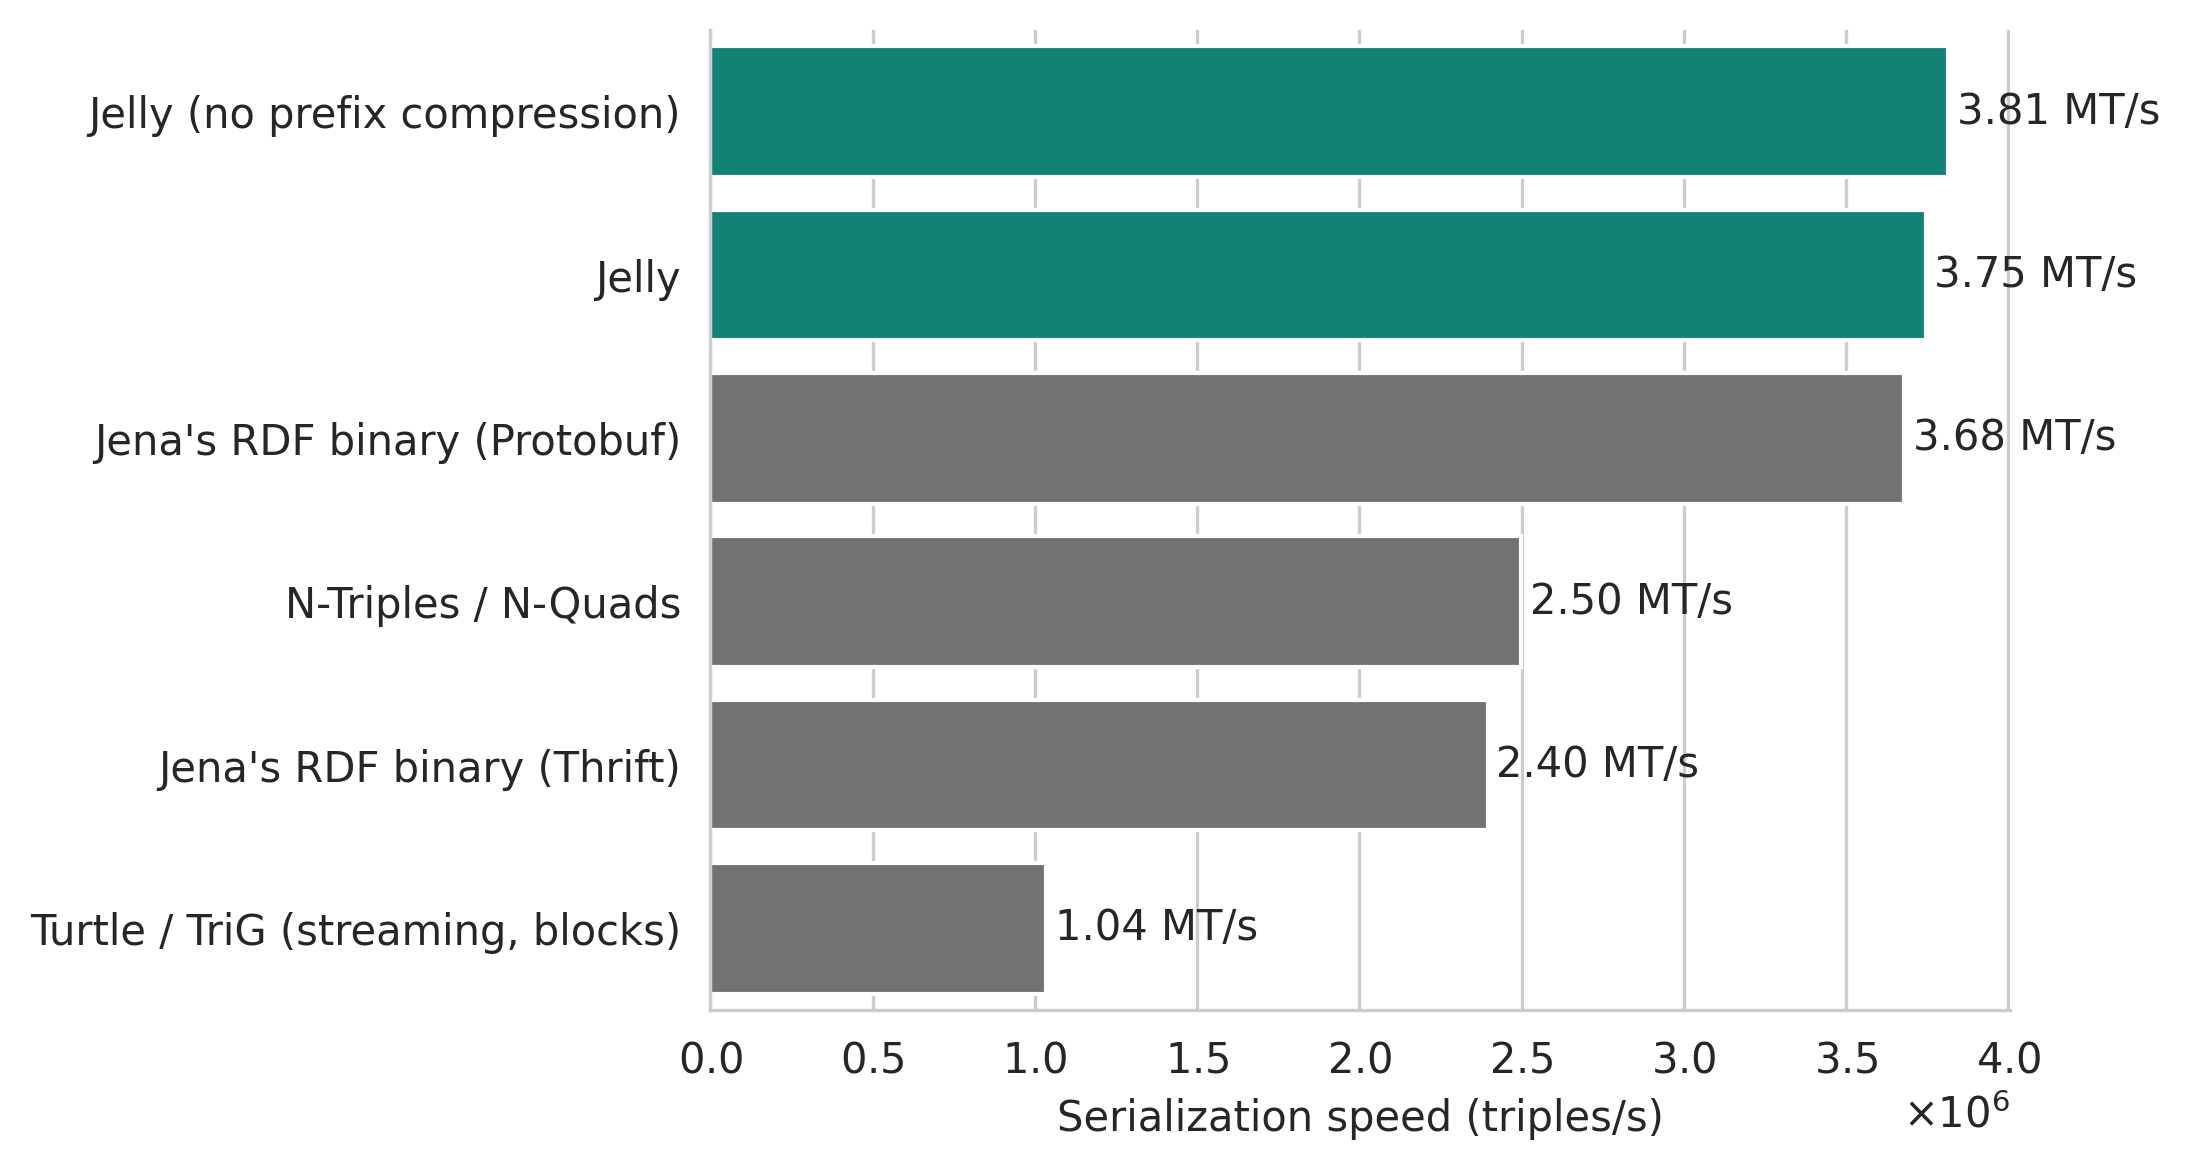 Jelly (no prefix compression)
3.81 MT/s
Jelly
3.75 MT/s
Jena's RDF binary (Protobuf)
3.68 MT/s
N-Triples / N-Quads
2.50 MT/s
Jena's RDF binary (Thrift)
2.40 MT/s
Turtle / TriG (streaming, blocks)
1.04 MT/s
0.0 0.5 1.0 1.5 2.0 2.5 3.0 3.5 4.0
Serialization speed (triples/s)
×10⁶